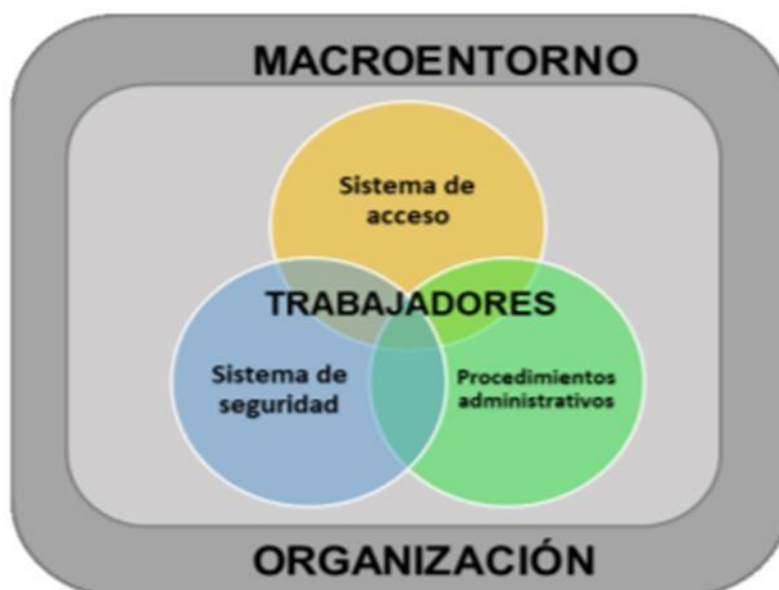 MACROENTORNO
Sistema de
acceso
TRABAJADORES
Sistema de
seguridad
Procedimientos
administrativos
ORGANIZACIÓN